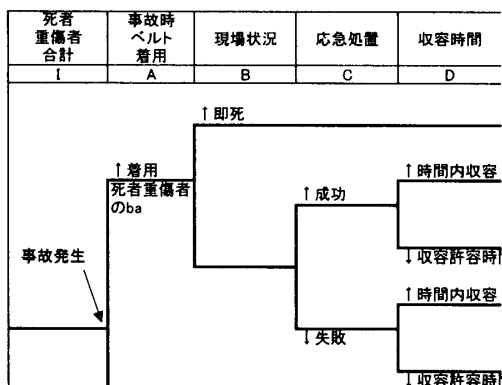 死者
重傷者
合計
事故時
ベルト
着用
現場状況
応急処置
収容時間
I
A
B
C
D
↑即死
↑着用
死者重傷者
のba
↑成功
↑時間内収容
↓収容許容時間
事故発生
↑時間内収容
↓失敗
↓収容許容時間